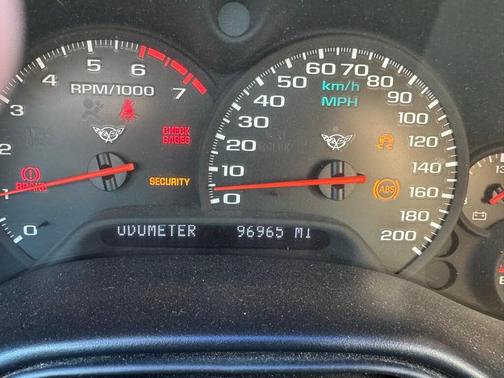 50 60 70 80 90 100 120 140 160 180 200
40 30 20 10 0
km/h
MPH
5 6 7
4
3
2
1
0
RPM/1000
CHECK
GAGES
BRAKE
SECURITY
ABS
ODOMETER 96965 MI
13